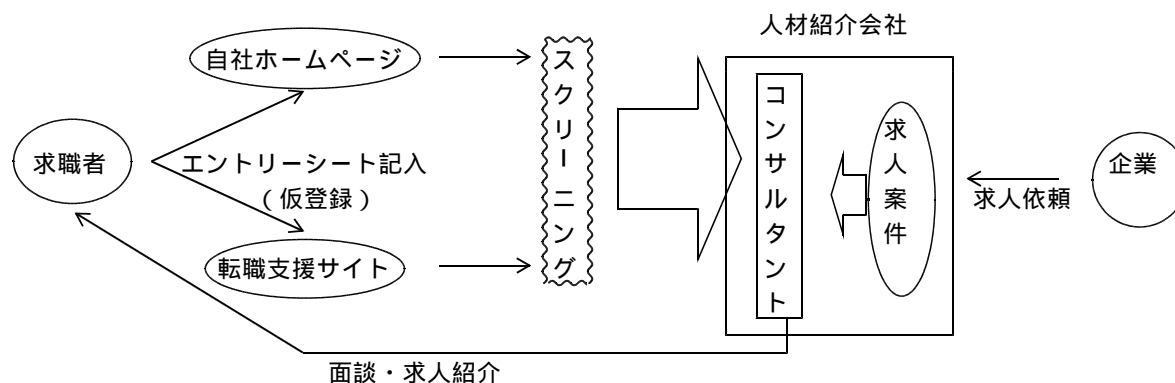 人材紹介会社
自社ホームページ
スクリーニング
コンサルタント
求人案件
求職者
エントリーシート記入
(仮登録)
企業
求人依頼
転職支援サイト
面談・求人紹介